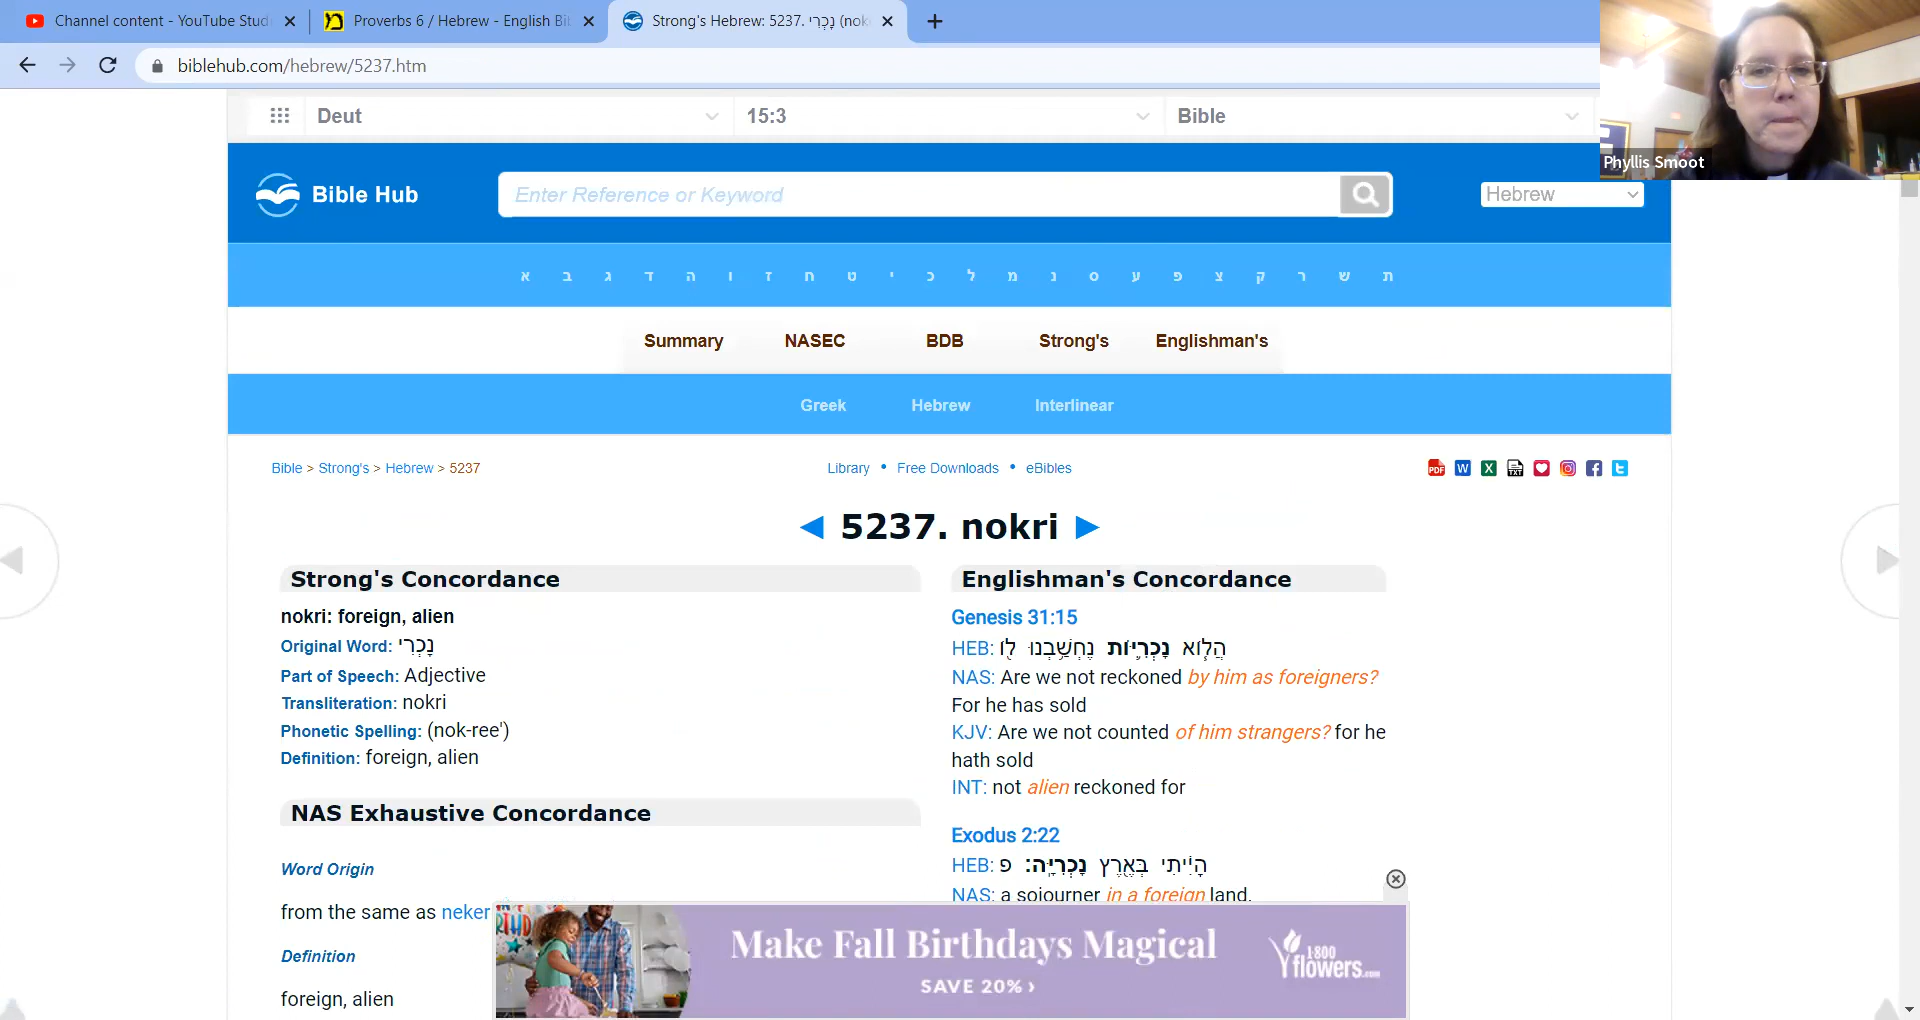 Channel content - YouTube Stud
Proverbs 6 / Hebrew - English Bi
Strong's Hebrew: 5237. נָכְרִי (nok
biblehub.com/hebrew/5237.htm
Deut
15:3
Bible
Phyllis Smoot
Bible Hub
Enter Reference or Keyword
Hebrew
א ב ג ד ה ו ז ח ט י כ ל מ נ ס ע פ צ ק ר ש ת
Summary NASEC BDB Strong's Englishman's
Greek Hebrew Interlinear
Bible > Strong's > Hebrew > 5237
Library • Free Downloads • eBibles
◄ 5237. nokri ►
Strong's Concordance
nokri: foreign, alien
Original Word: נָכְרִי
Part of Speech: Adjective
Transliteration: nokri
Phonetic Spelling: (nok-ree')
Definition: foreign, alien
NAS Exhaustive Concordance
Word Origin
from the same as neker
Definition
foreign, alien
Englishman's Concordance
Genesis 31:15
HEB: הֲל֧וֹא נָכְרִיּ֛וֹת נֶחְשַׁ֥בְנוּ ל֖וֹ
NAS: Are we not reckoned by him as foreigners?
For he has sold
KJV: Are we not counted of him strangers? for he
hath sold
INT: not alien reckoned for
Exodus 2:22
HEB: הָיִ֔יתִי בְּאֶ֖רֶץ נָכְרִיָּֽה׃ פ
NAS: a sojourner in a foreign land.
Make Fall Birthdays Magical
SAVE 20% ›
1·800
flowers.com